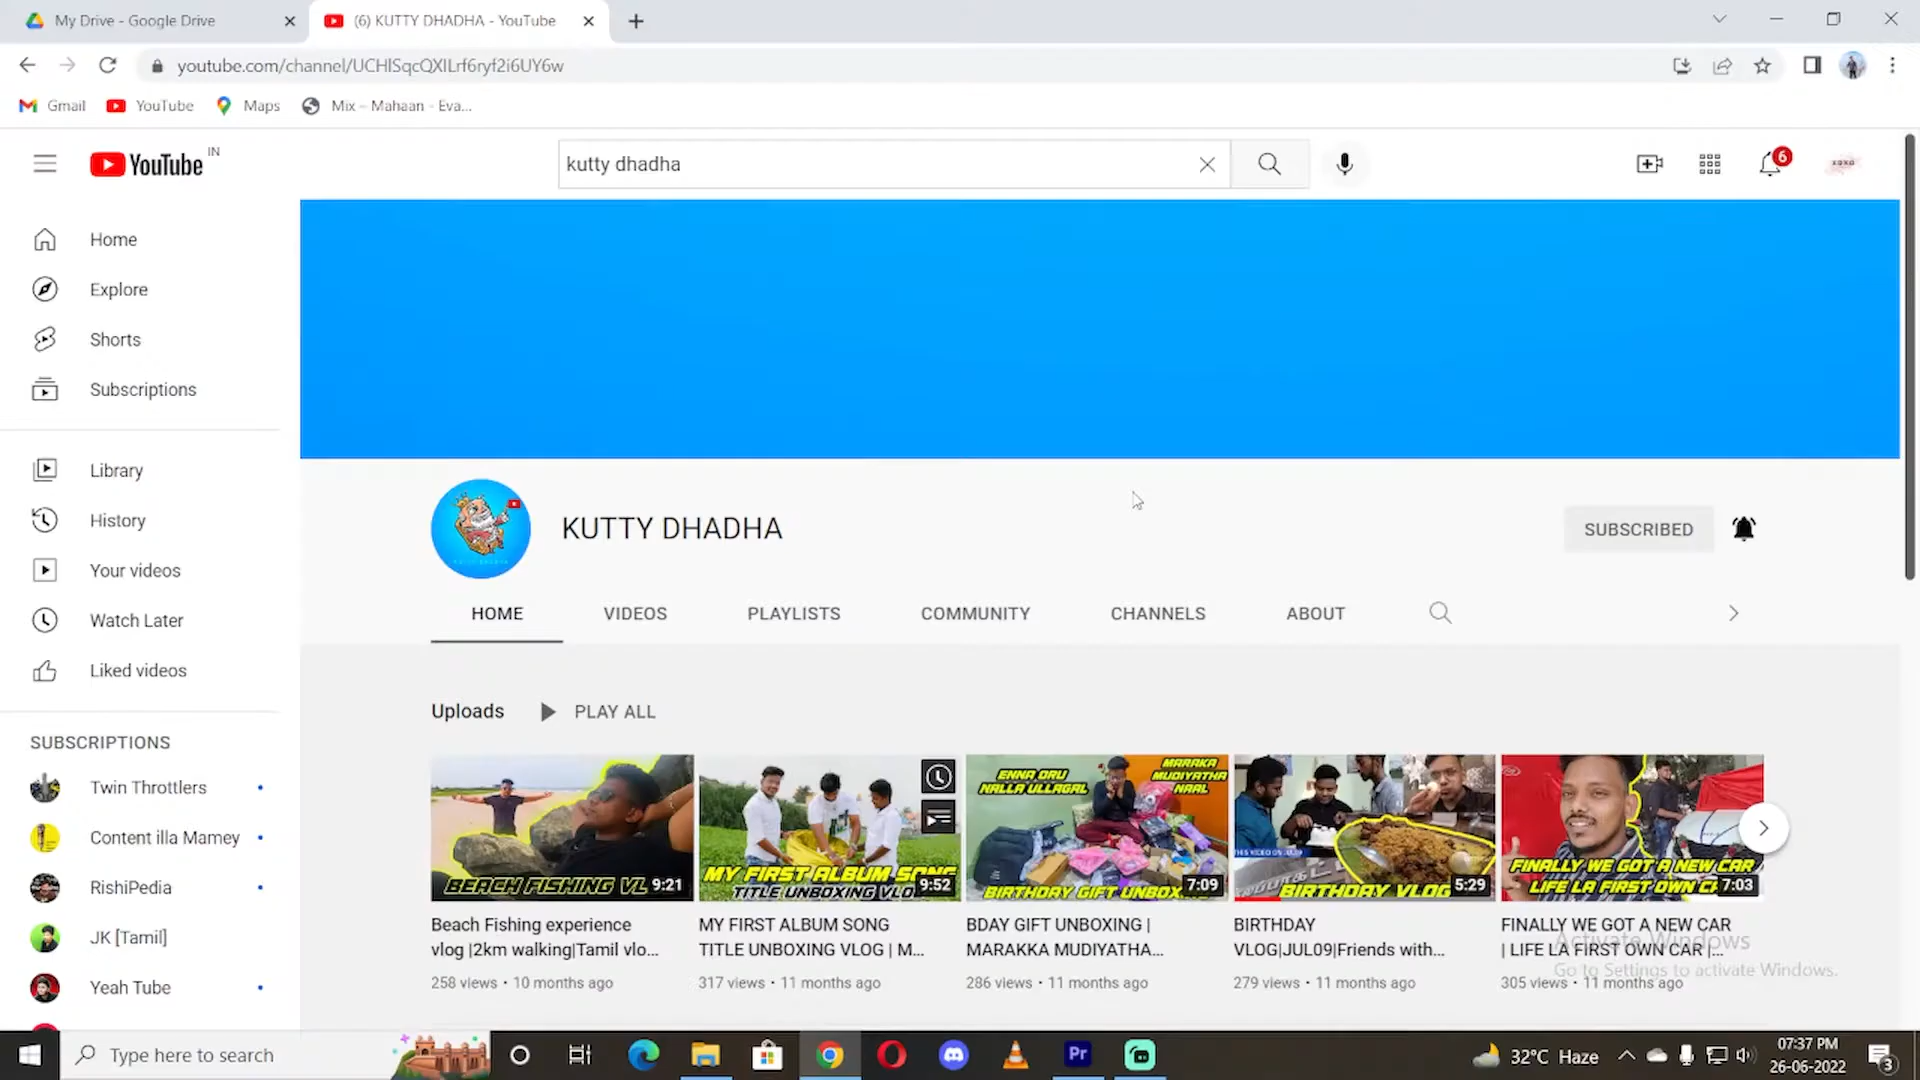 My Drive - Google Drive
(6) KUTTY DHADHA - YouTube
youtube.com/channel/UCHlSqcQXlLrf6ryf2i6UY6w
Gmail
YouTube
Maps
Mix – Mahaan - Eva...
YouTube IN
kutty dhadha
6
Home
Explore
Shorts
Subscriptions
Library
History
Your videos
Watch Later
Liked videos
SUBSCRIPTIONS
Twin Throttlers
Content illa Mamey
RishiPedia
JK [Tamil]
Yeah Tube
KUTTY DHADHA
SUBSCRIBED
HOME
VIDEOS
PLAYLISTS
COMMUNITY
CHANNELS
ABOUT
Uploads
PLAY ALL
BEACH FISHING VL
9:21
Beach Fishing experience
vlog |2km walking|Tamil vlo...
258 views • 10 months ago
MY FIRST ALBUM SONG
TITLE UNBOXING VLO
9:52
MY FIRST ALBUM SONG
TITLE UNBOXING VLOG | M...
317 views • 11 months ago
ENNA ORU
NALLA ULLAGAL
MARAKA
MUDIYATHA
NAAL
BIRTHDAY GIFT UNBOX
7:09
BDAY GIFT UNBOXING |
MARAKKA MUDIYATHA...
286 views • 11 months ago
THIS VIDEO ON JUL09
BIRTHDAY VLOG
5:29
BIRTHDAY
VLOG|JUL09|Friends with...
279 views • 11 months ago
FINALLY WE GOT A NEW CAR
LIFE LA FIRST OWN C
7:03
FINALLY WE GOT A NEW CAR
| LIFE LA FIRST OWN CAR |...
305 views • 11 months ago
Activate Windows
Go to Settings to activate Windows.
Type here to search
Pr
32°C Haze
07:37 PM
26-06-2022
3